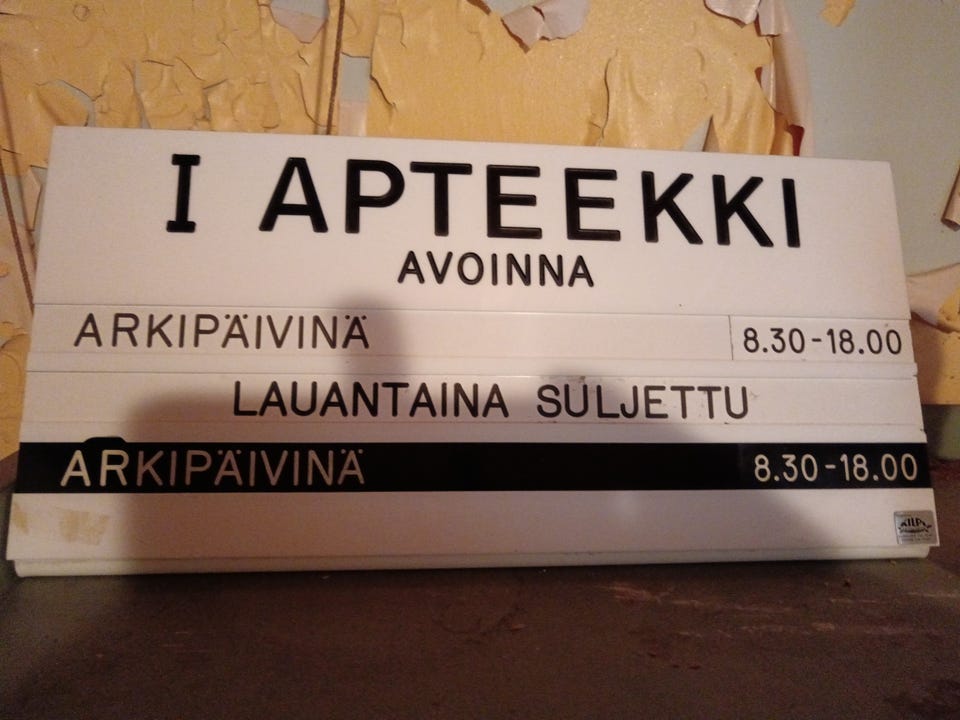 I APTEEKKI
AVOINNA
ARKIPÄIVINÄ 8.30-18.00
LAUANTAINA SULJETTU
ARKIPÄIVINÄ 8.30-18.00